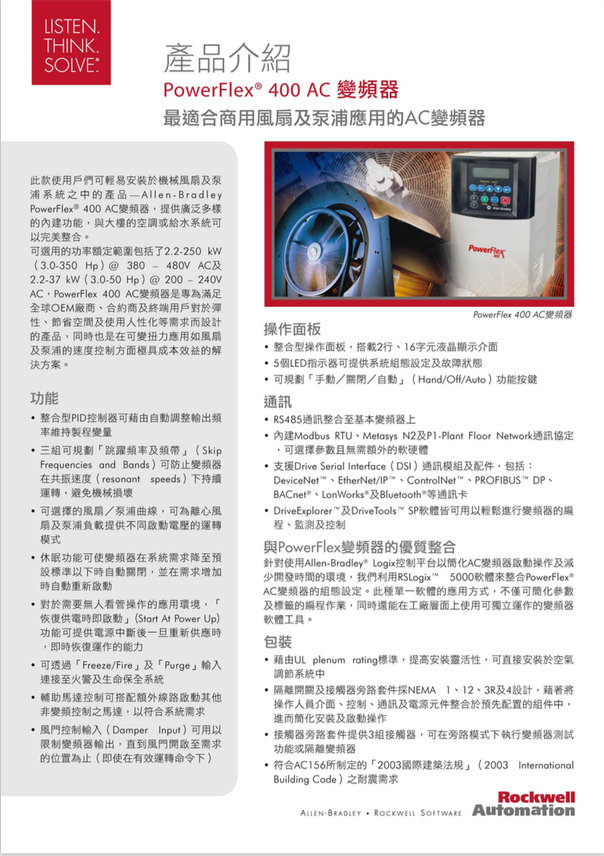 LISTEN.
THINK.
SOLVE.
產品介紹
PowerFlex® 400 AC 變頻器
最適合商用風扇及泵浦應用的AC變頻器
此款使用戶們可輕易安裝於機械風扇及泵
浦系統之中的產品—Allen-Bradley
PowerFlex® 400 AC變頻器，提供廣泛多樣
的內建功能，與大樓的空調或給水系統可
以完美整合。
可選用的功率額定範圍包括了2.2-250 kW
（3.0-350 Hp）@ 380 – 480V AC及
2.2-37 kW（3.0-50 Hp）@ 200 – 240V
AC，PowerFlex 400 AC變頻器是專為滿足
全球OEM廠商、合約商及終端用戶對於彈
性、節省空間及使用人性化等需求而設計
的產品，同時也是在可變扭力應用如風扇
及泵浦的速度控制方面極具成本效益的解
決方案。
功能
• 整合型PID控制器可藉由自動調整輸出頻
率維持製程變量
• 三組可規劃「跳躍頻率及頻帶」（Skip
Frequencies and Bands）可防止變頻器
在共振速度（resonant speeds）下持續
運轉，避免機械損壞
• 可選擇的風扇／泵浦曲線，可為離心風
扇及泵浦負載提供不同啟動電壓的運轉
模式
• 休眠功能可使變頻器在系統需求降至預
設標準以下時自動關閉，並在需求增加
時自動重新啟動
• 對於需要無人看管操作的應用環境，「
恢復供電時即啟動」(Start At Power Up)
功能可提供電源中斷後一旦重新供應時
，即時恢復運作的能力
• 可透過「Freeze/Fire」及「Purge」輸入
連接至火警及生命保全系統
• 輔助馬達控制可搭配額外線路啟動其他
非變頻控制之馬達，以符合系統需求
• 風門控制輸入（Damper Input）可用以
限制變頻器輸出，直到風門開啟至需求
的位置為止（即使在有效運轉命令下）
PowerFlex
400
PowerFlex 400 AC變頻器
操作面板
• 整合型操作面板，搭載2行、16字元液晶顯示介面
• 5個LED指示器可提供系統組態設定及故障狀態
• 可規劃「手動／關閉／自動」（Hand/Off/Auto）功能按鍵
通訊
• RS485通訊整合至基本變頻器上
• 內建Modbus RTU、Metasys N2及P1-Plant Floor Network通訊協定
，可選擇參數且無需額外的軟硬體
• 支援Drive Serial Interface（DSI）通訊模組及配件，包括：
DeviceNet™、EtherNet/IP™、ControlNet™、PROFIBUS™ DP、
BACnet®、LonWorks®及Bluetooth®等通訊卡
• DriveExplorer™及DriveTools™ SP軟體皆可用以輕鬆進行變頻器的編
程、監測及控制
與PowerFlex變頻器的優質整合
針對使用Allen-Bradley® Logix控制平台以簡化AC變頻器啟動操作及減
少開發時間的環境，我們利用RSLogix™ 5000軟體來整合PowerFlex®
AC變頻器的組態設定。此種單一軟體的應用方式，不僅可簡化參數
及標籤的編程作業，同時還能在工廠層面上使用可獨立運作的變頻器
軟體工具。
包裝
• 藉由UL plenum rating標準，提高安裝靈活性，可直接安裝於空氣
調節系統中
• 隔離開關及接觸器旁路套件採NEMA 1、12、3R及4設計，藉著將
操作人員介面、控制、通訊及電源元件整合於預先配置的組件中，
進而簡化安裝及啟動操作
• 接觸器旁路套件提供3組接觸器，可在旁路模式下執行變頻器測試
功能或隔離變頻器
• 符合AC156所制定的「2003國際建築法規」（2003 International
Building Code）之耐震需求
ALLEN-BRADLEY • ROCKWELL SOFTWARE
Rockwell
Automation